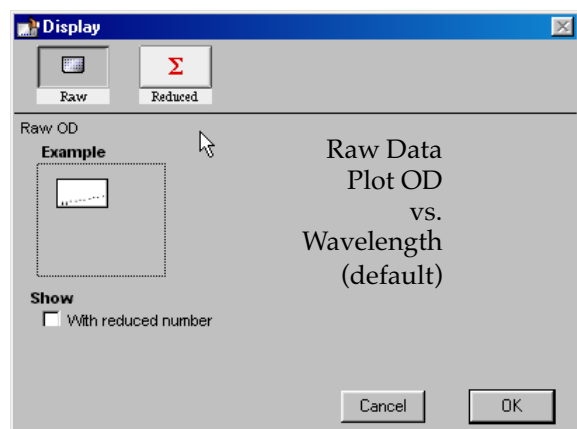 Display
Σ
Raw
Reduced
Raw OD
Example
Raw Data
Plot OD
vs.
Wavelength
(default)
Show
With reduced number
Cancel
OK